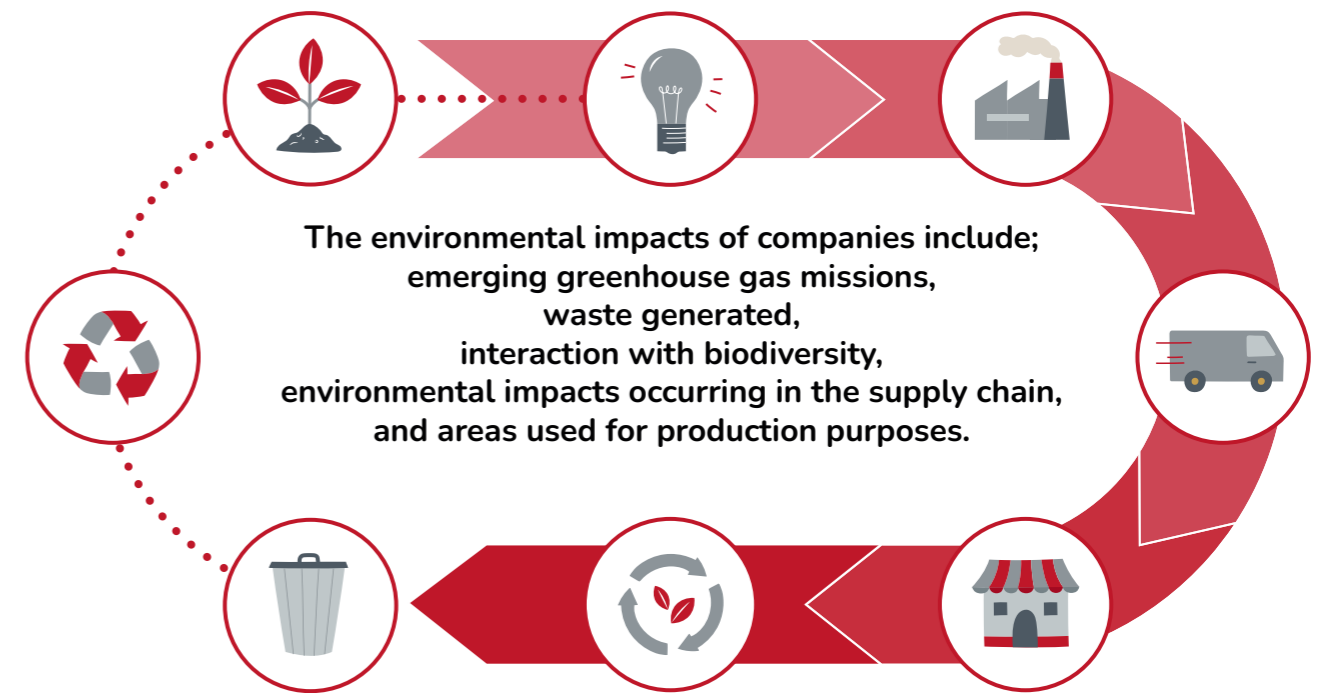 The environmental impacts of companies include;
emerging greenhouse gas missions,
waste generated,
interaction with biodiversity,
environmental impacts occurring in the supply chain,
and areas used for production purposes.